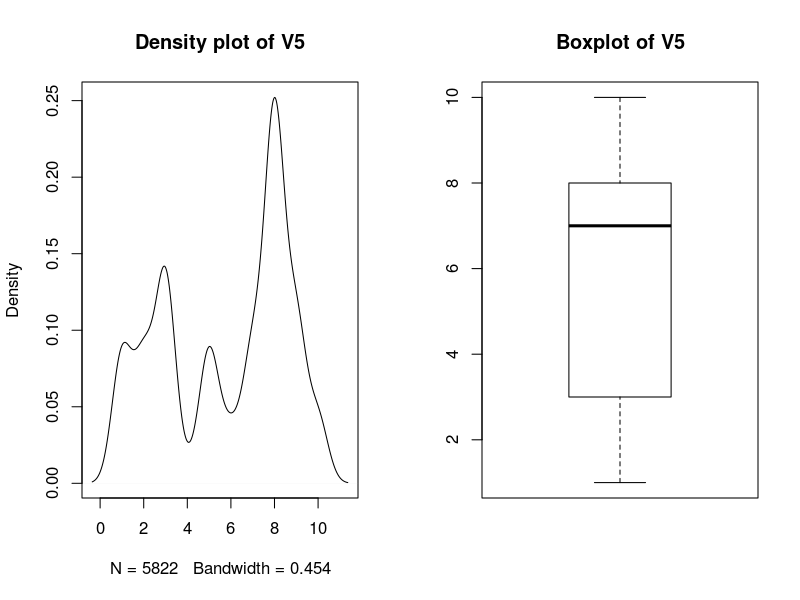 Density plot of V5
Density
0.00
0.05
0.10
0.15
0.20
0.25
0 2 4 6 8 10
N = 5822 Bandwidth = 0.454
Boxplot of V5
2
4
6
8
10